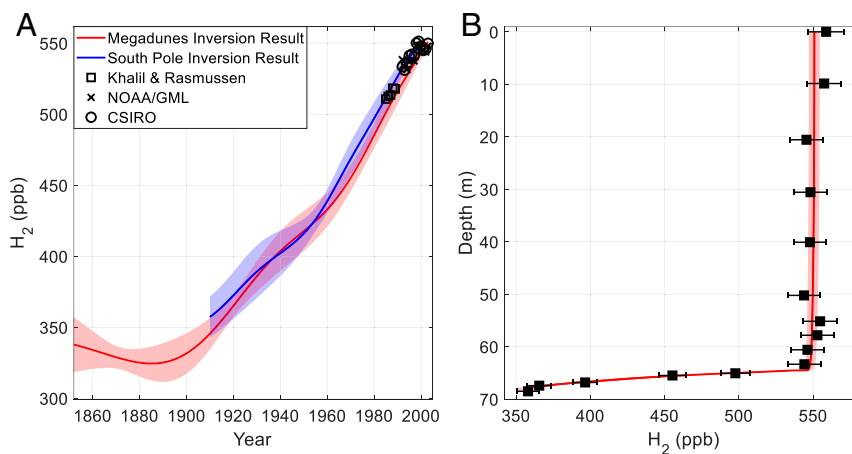 A
Megadunes Inversion Result
South Pole Inversion Result
Khalil & Rasmussen
NOAA/GML
CSIRO
550
500
450
400
350
300
H2 (ppb)
1860 1880 1900 1920 1940 1960 1980 2000
Year
B
0
10
20
30
40
50
60
70
Depth (m)
350 400 450 500 550
H2 (ppb)